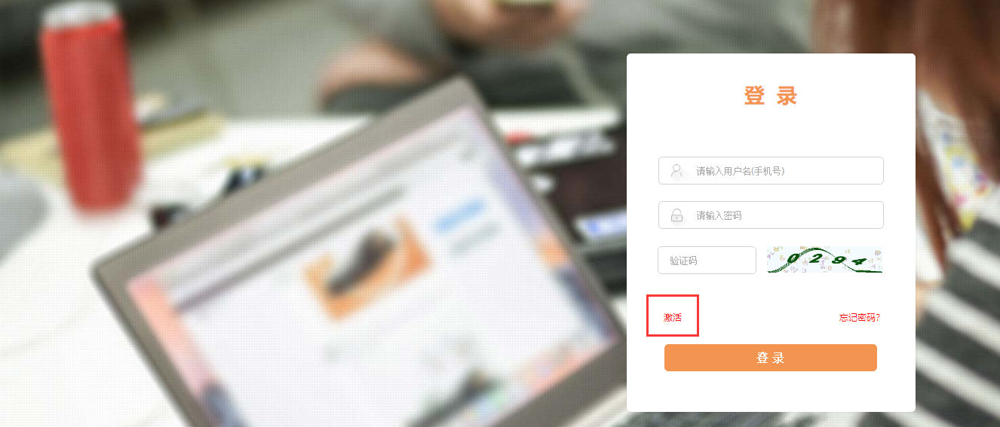 登 录
请输入用户名(手机号)
请输入密码
验证码
0294
激活
忘记密码?
登 录